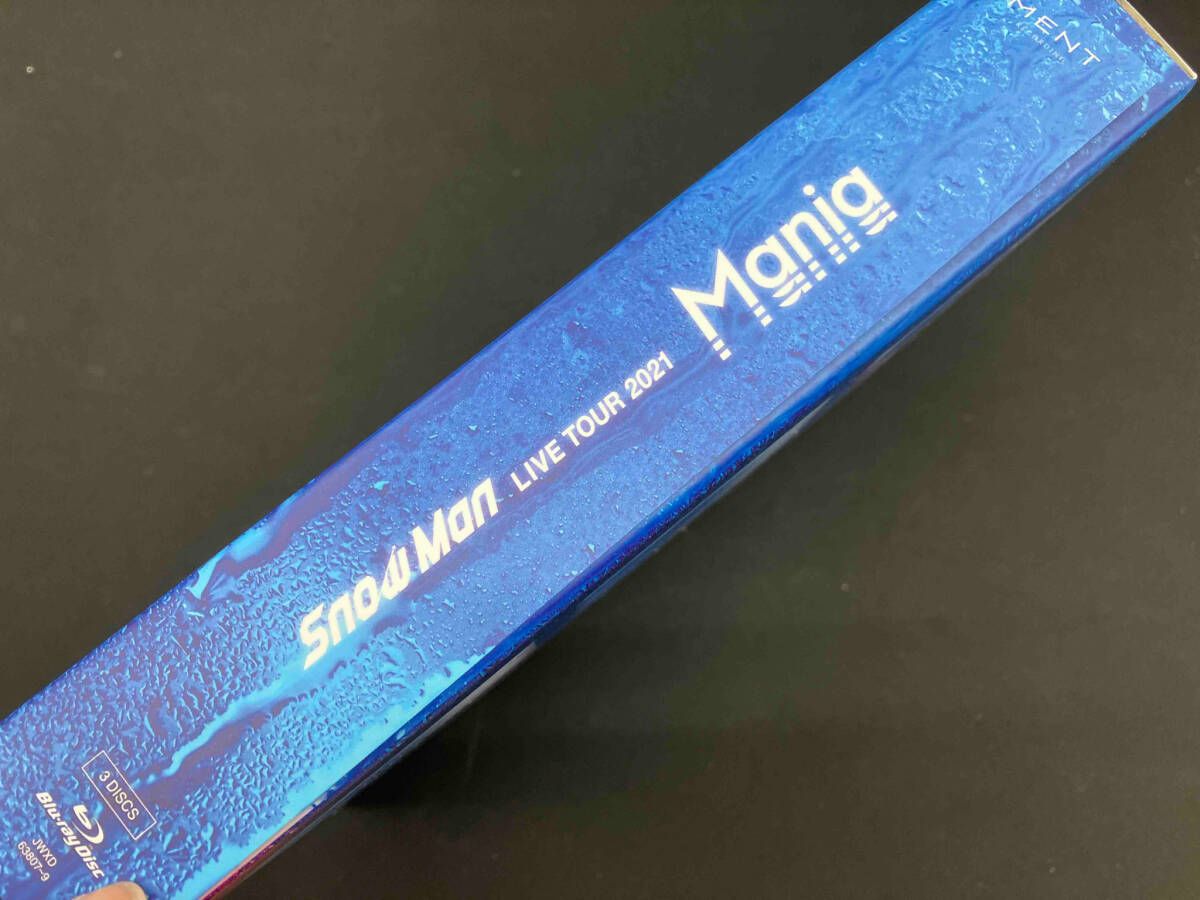 3 DISCS
Blu-ray Disc
JWXD
63807-9
Snow Man LIVE TOUR 2021 Mania
MENT